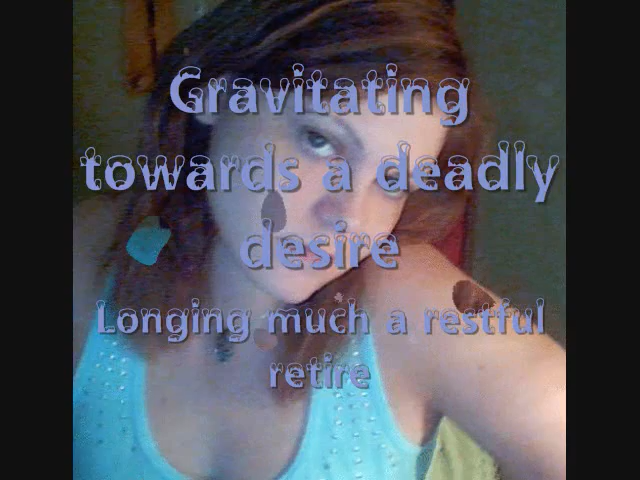 Gravitating
towards a deadly
desire
Longing much a restful
retire